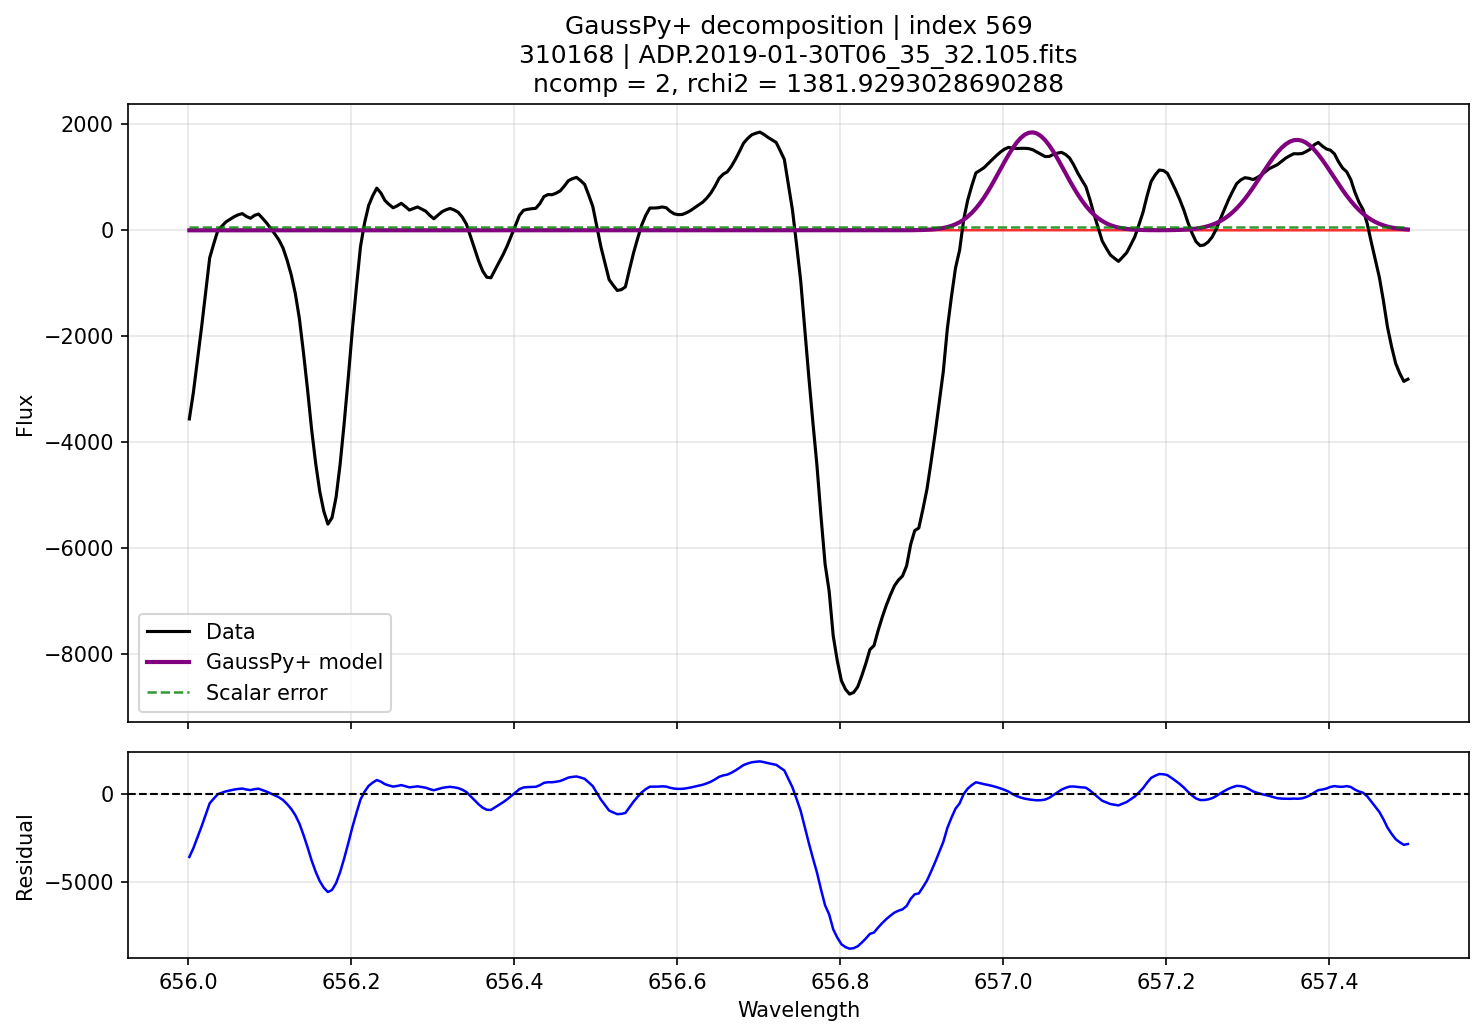 GaussPy+ decomposition | index 569
310168 | ADP.2019-01-30T06_35_32.105.fits
ncomp = 2, rchi2 = 1381.9293028690288
2000
0
−2000
−4000
−6000
−8000
Flux
Data
GaussPy+ model
Scalar error
0
−5000
Residual
656.0 656.2 656.4 656.6 656.8 657.0 657.2 657.4
Wavelength